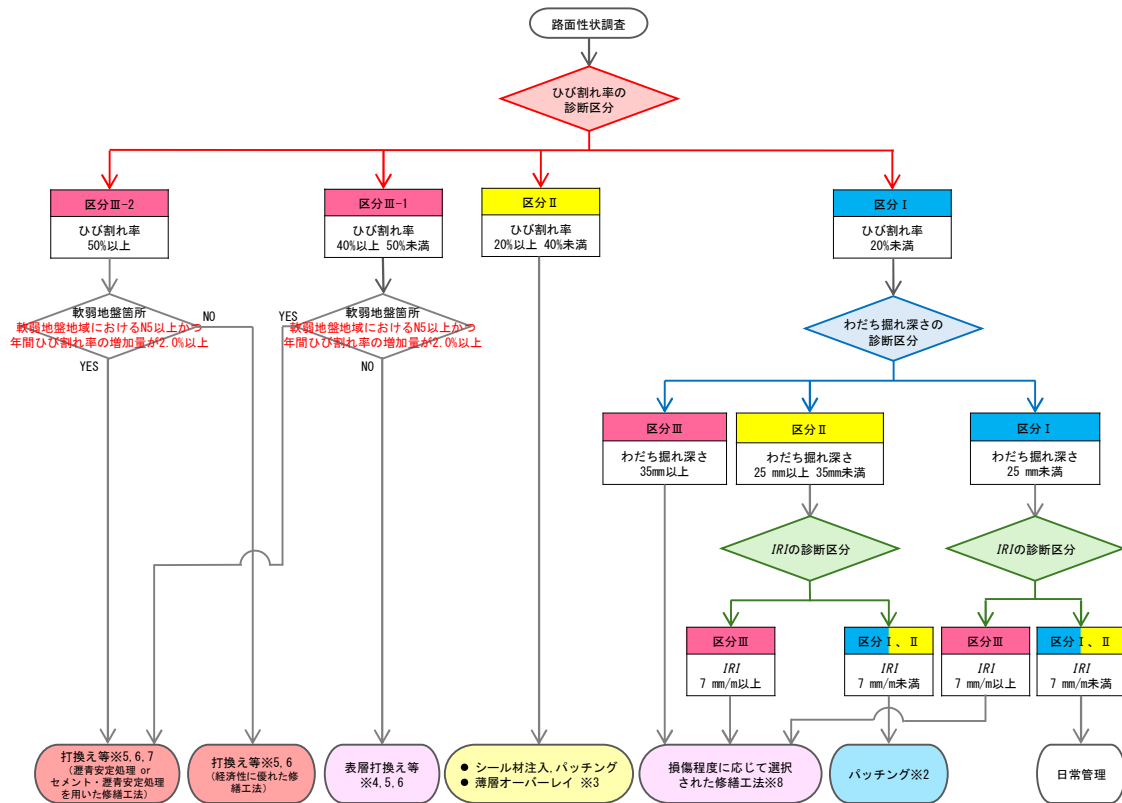 路面性状調査
ひび割れ率の
診断区分
区分Ⅲ-2
ひび割れ率
50%以上
区分Ⅲ-1
ひび割れ率
40%以上 50%未満
区分Ⅱ
ひび割れ率
20%以上 40%未満
区分Ⅰ
ひび割れ率
20%未満
軟弱地盤箇所
軟弱地盤地域におけるN5以上かつ
年間ひび割れ率の増加量が2.0%以上
NO
YES
YES
軟弱地盤箇所
軟弱地盤地域におけるN5以上かつ
年間ひび割れ率の増加量が2.0%以上
NO
わだち掘れ深さの
診断区分
区分Ⅲ
わだち掘れ深さ
35mm以上
区分Ⅱ
わだち掘れ深さ
25 mm以上 35mm未満
区分Ⅰ
わだち掘れ深さ
25 mm未満
IRIの診断区分
IRIの診断区分
区分Ⅲ
IRI
7 mm/m以上
区分Ⅰ、Ⅱ
IRI
7 mm/m未満
区分Ⅲ
IRI
7 mm/m以上
区分Ⅰ、Ⅱ
IRI
7 mm/m未満
打換え等※5,6,7
(瀝青安定処理 or
セメント・瀝青安定処理
を用いた修繕工法)
打換え等※5,6
(経済性に優れた修
繕工法)
表層打換え等
※4,5,6
● シール材注入,パッチング
● 薄層オーバーレイ ※3
損傷程度に応じて選択
された修繕工法※8
パッチング※2
日常管理